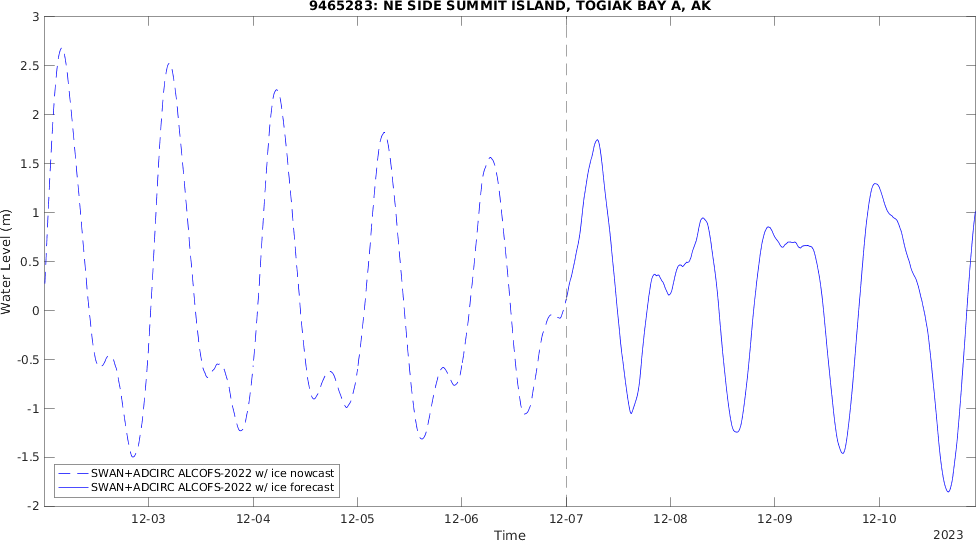 9465283: NE SIDE SUMMIT ISLAND, TOGIAK BAY A, AK
3
2.5
2
1.5
1
0.5
0
-0.5
-1
-1.5
-2
Water Level (m)
SWAN+ADCIRC ALCOFS-2022 w/ ice nowcast
SWAN+ADCIRC ALCOFS-2022 w/ ice forecast
12-03 12-04 12-05 12-06 12-07 12-08 12-09 12-10
Time
2023